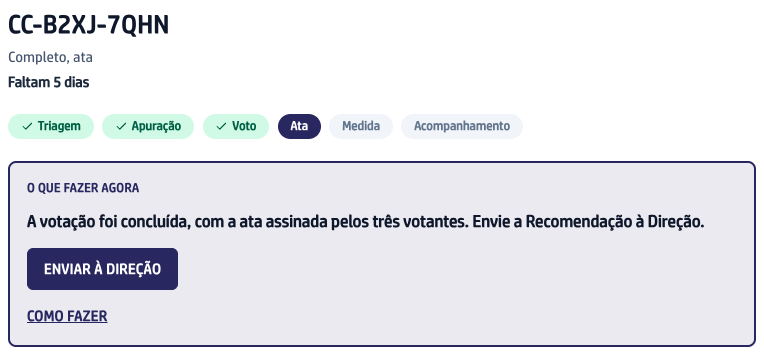 CC-B2XJ-7QHN
Completo, ata
Faltam 5 dias
✓ Triagem ✓ Apuração ✓ Voto Ata Medida Acompanhamento
O QUE FAZER AGORA
A votação foi concluída, com a ata assinada pelos três votantes. Envie a Recomendação à Direção.
ENVIAR À DIREÇÃO
COMO FAZER